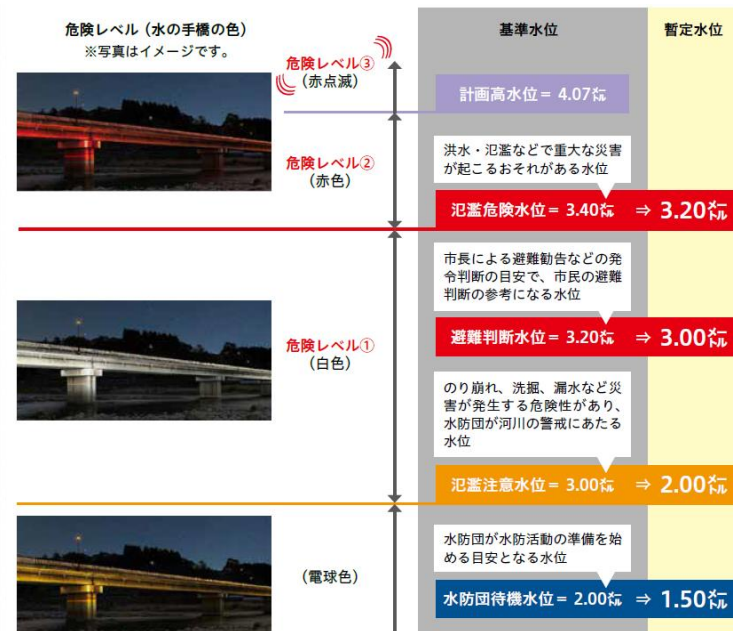 危険レベル（水の手橋の色）
※写真はイメージです。
基準水位
暫定水位
危険レベル③
（赤点滅）
計画高水位＝ 4.07㍍
危険レベル②
（赤色）
洪水・氾濫などで重大な災害
が起こるおそれがある水位
氾濫危険水位＝ 3.40㍍ ⇒ 3.20㍍
市長による避難勧告などの発
令判断の目安で、市民の避難
判断の参考になる水位
危険レベル①
（白色）
避難判断水位＝ 3.20㍍ ⇒ 3.00㍍
のり崩れ、洗掘、漏水など災
害が発生する危険性があり、
水防団が河川の警戒にあたる
水位
氾濫注意水位＝ 3.00㍍ ⇒ 2.00㍍
水防団が水防活動の準備を始
める目安となる水位
（電球色）
水防団待機水位＝ 2.00㍍ ⇒ 1.50㍍